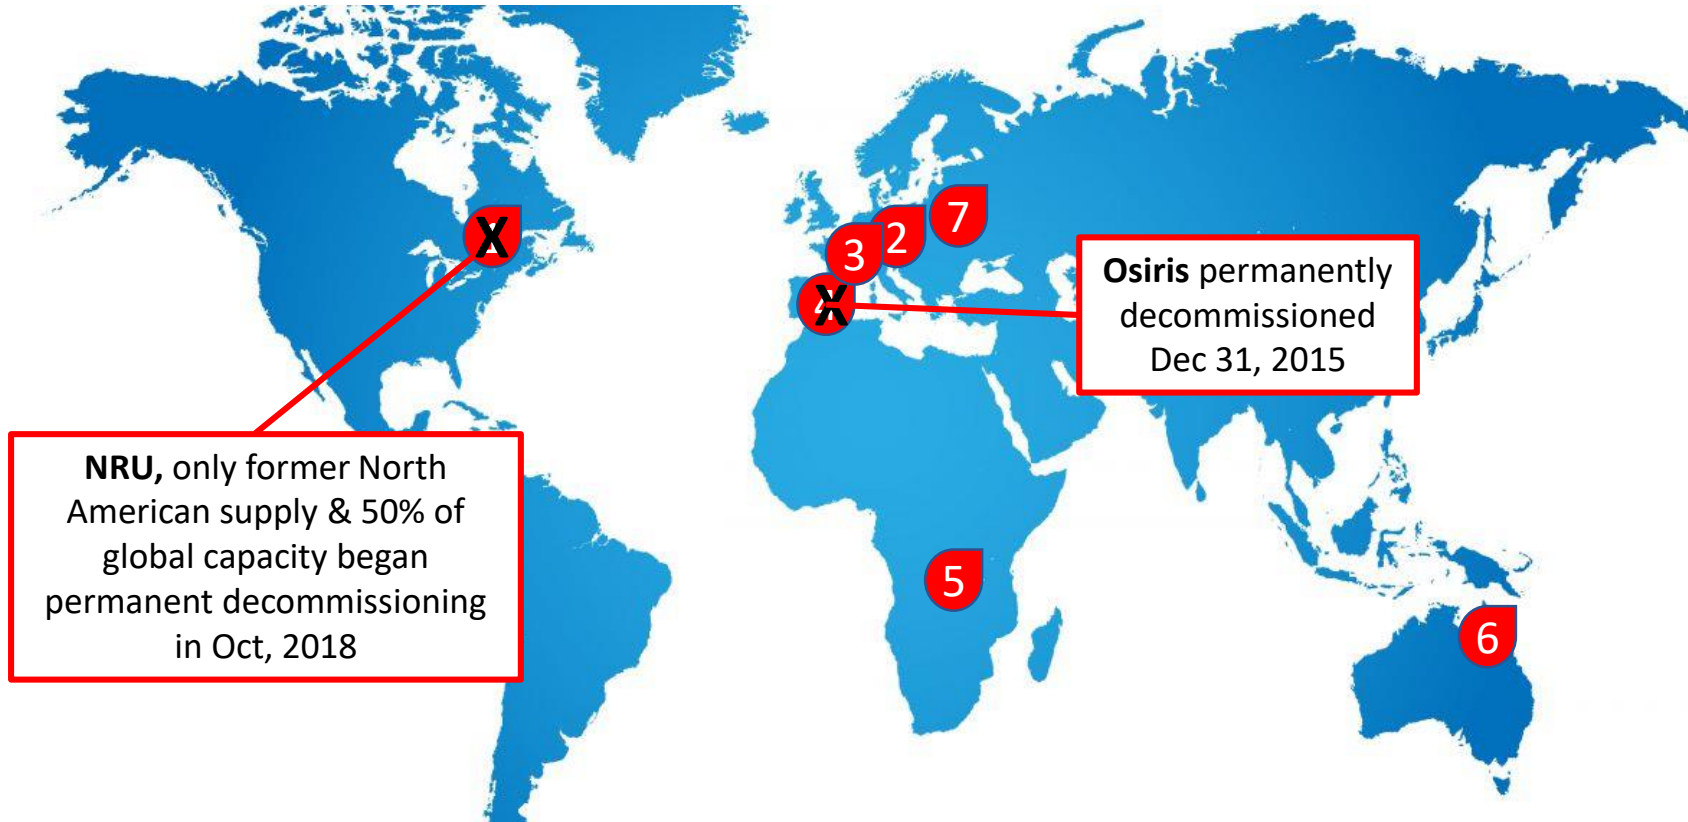 X
7
2
3
X
Osiris permanently
decommissioned
Dec 31, 2015
NRU, only former North
American supply & 50% of
global capacity began
permanent decommissioning
in Oct, 2018
5
6